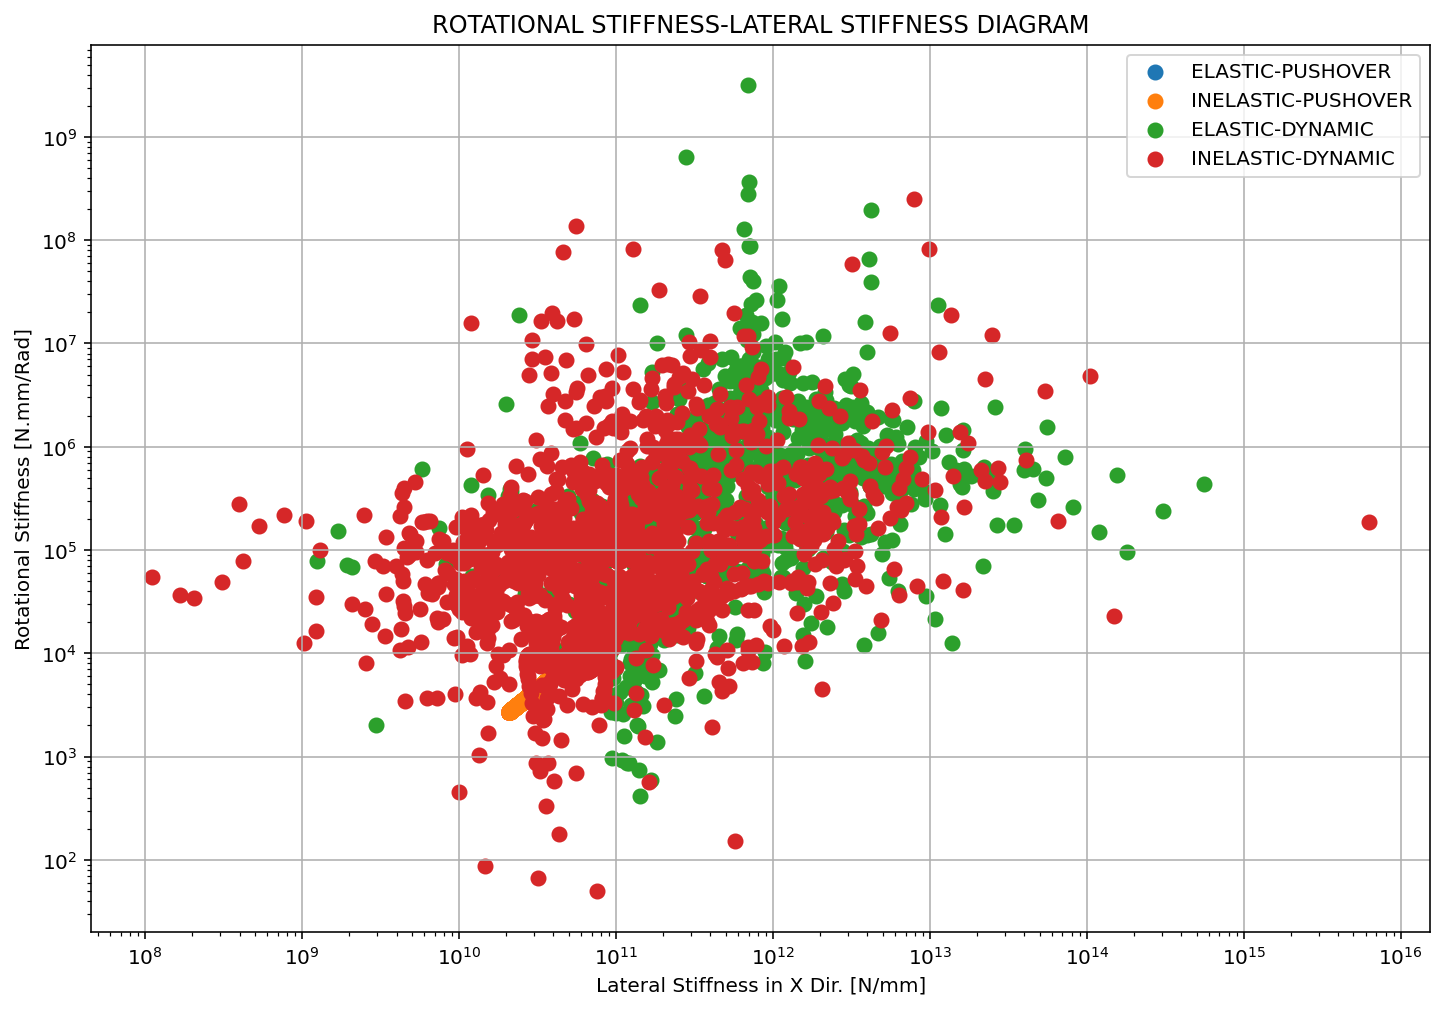 ROTATIONAL STIFFNESS-LATERAL STIFFNESS DIAGRAM
ELASTIC-PUSHOVER
INELASTIC-PUSHOVER
ELASTIC-DYNAMIC
INELASTIC-DYNAMIC
Rotational Stiffness [N.mm/Rad]
10⁹
10⁸
10⁷
10⁶
10⁵
10⁴
10³
10²
10⁸ 10⁹ 10¹⁰ 10¹¹ 10¹² 10¹³ 10¹⁴ 10¹⁵ 10¹⁶
Lateral Stiffness in X Dir. [N/mm]